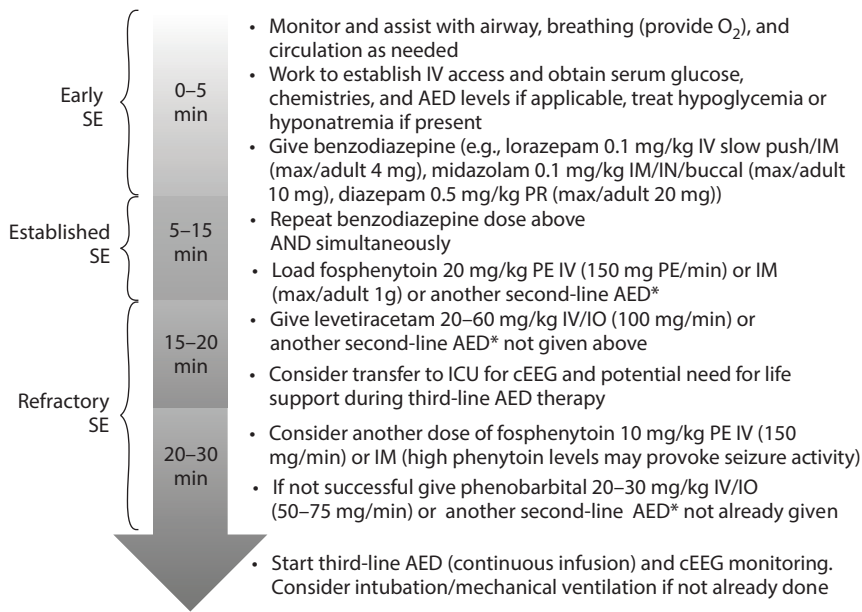 Early
SE
0–5
min
• Monitor and assist with airway, breathing (provide O2), and
circulation as needed
• Work to establish IV access and obtain serum glucose,
chemistries, and AED levels if applicable, treat hypoglycemia or
hyponatremia if present
• Give benzodiazepine (e.g., lorazepam 0.1 mg/kg IV slow push/IM
(max/adult 4 mg), midazolam 0.1 mg/kg IM/IN/buccal (max/adult
10 mg), diazepam 0.5 mg/kg PR (max/adult 20 mg))
Established
SE
5–15
min
• Repeat benzodiazepine dose above
AND simultaneously
• Load fosphenytoin 20 mg/kg PE IV (150 mg PE/min) or IM
(max/adult 1g) or another second-line AED*
Refractory
SE
15–20
min
• Give levetiracetam 20–60 mg/kg IV/IO (100 mg/min) or
another second-line AED* not given above
• Consider transfer to ICU for cEEG and potential need for life
support during third-line AED therapy
20–30
min
• Consider another dose of fosphenytoin 10 mg/kg PE IV (150
mg/min) or IM (high phenytoin levels may provoke seizure activity)
• If not successful give phenobarbital 20–30 mg/kg IV/IO
(50–75 mg/min) or another second-line AED* not already given
• Start third-line AED (continuous infusion) and cEEG monitoring.
Consider intubation/mechanical ventilation if not already done